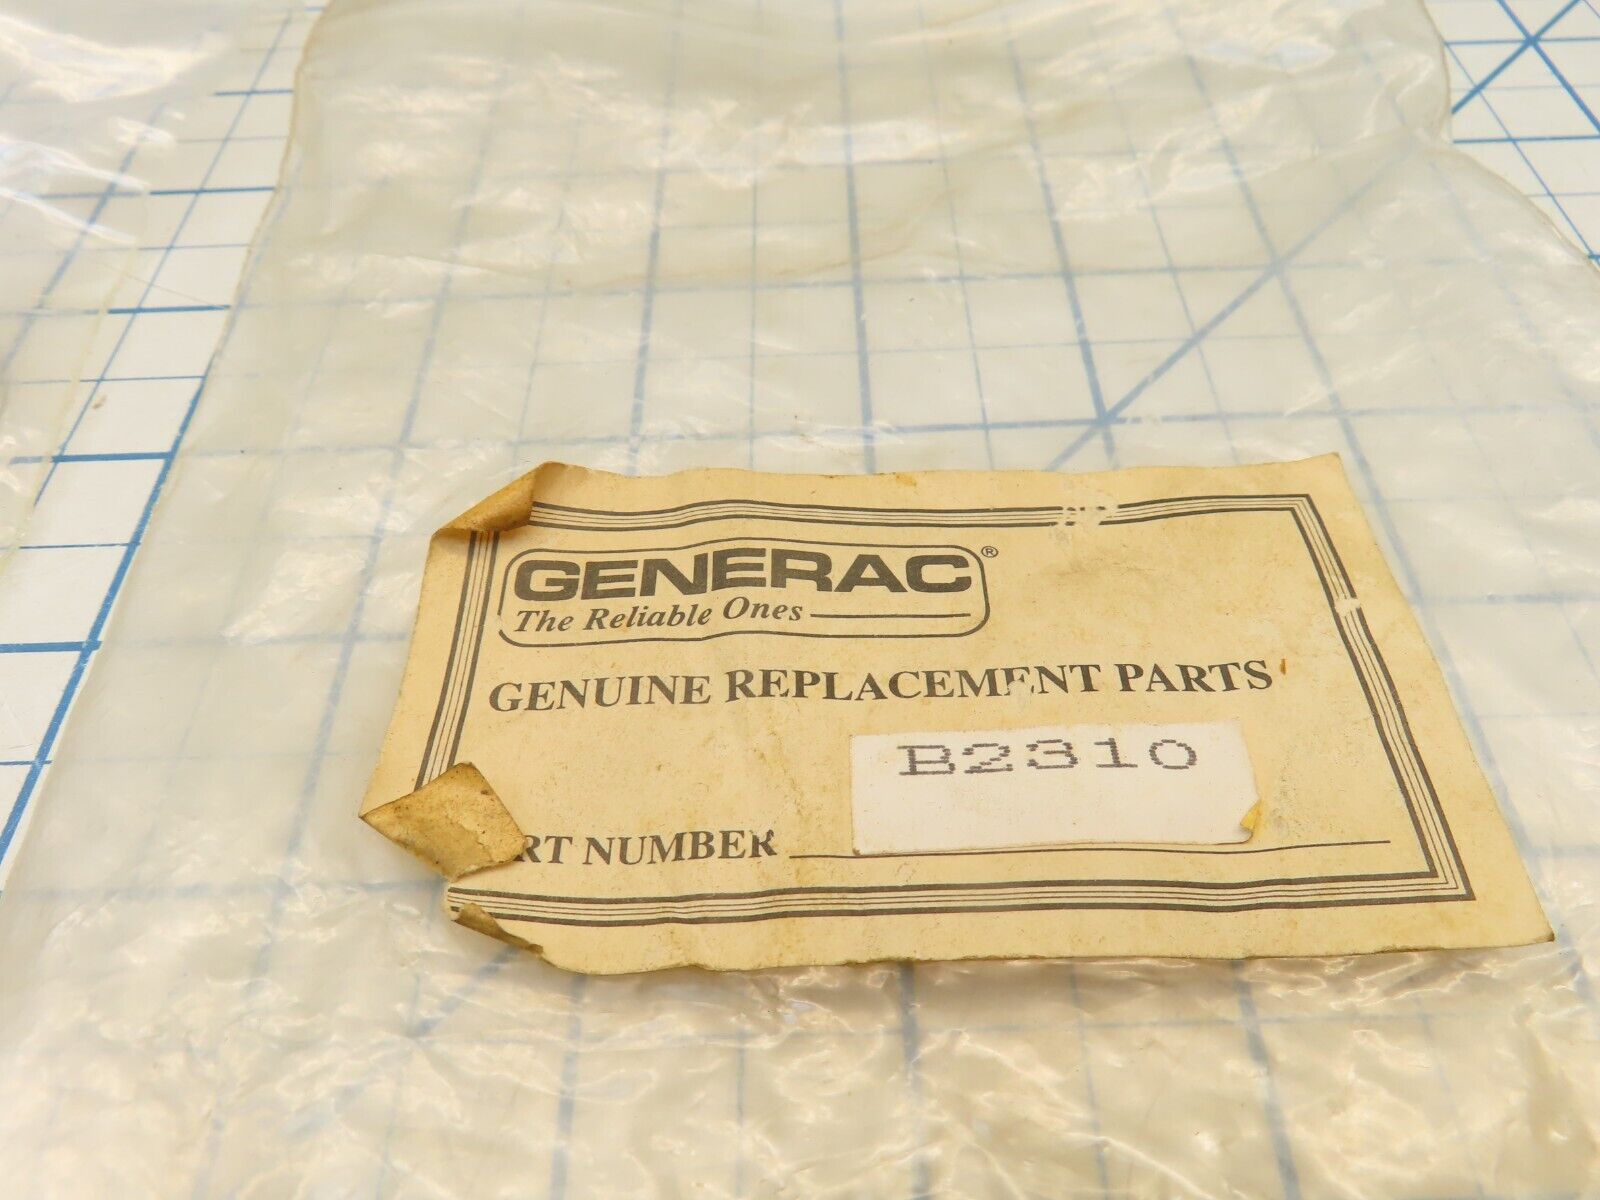 GENERAC®
The Reliable Ones
GENUINE REPLACEMENT PARTS
B2310
RT NUMBER